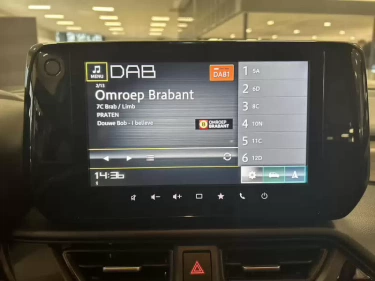 MENU
DAB
DAB1
2/13
Omroep Brabant
7C Brab / Limb
PRATEN
Douwe Bob - I believe
OMROEP
BRABANT
1 5A
2 6D
3 8C
4 10N
5 11C
6 12D
14:36